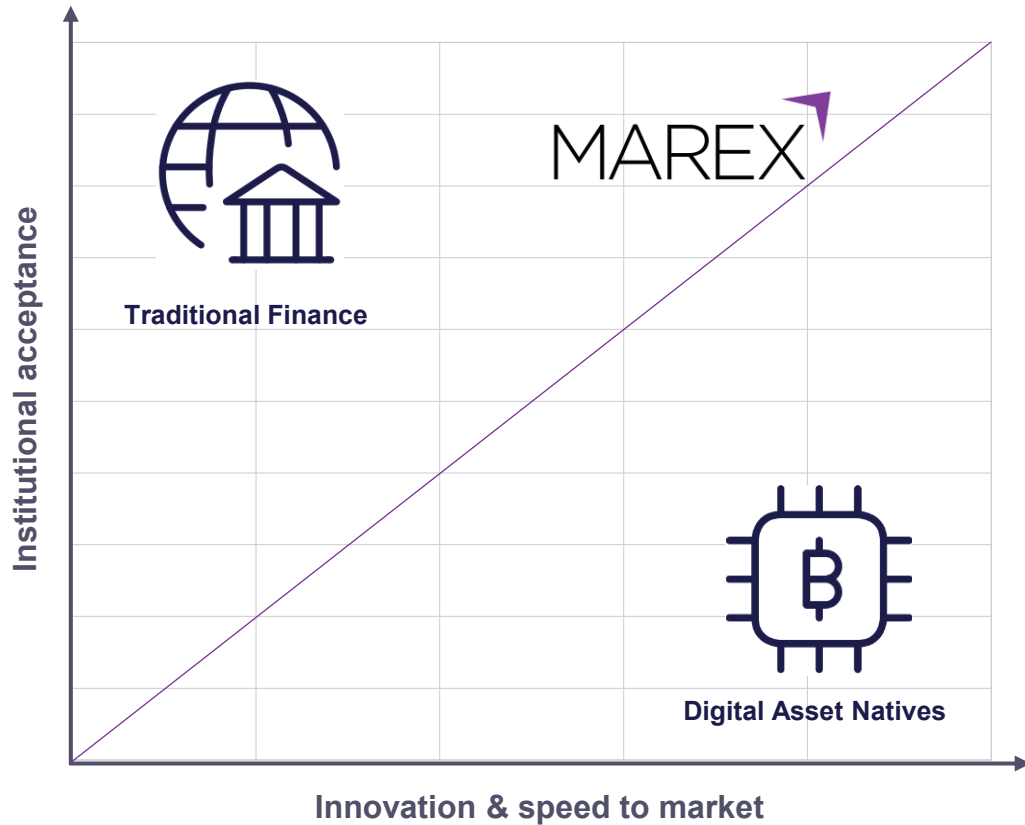 MAREX
Traditional Finance
Institutional acceptance
Digital Asset Natives
Innovation & speed to market